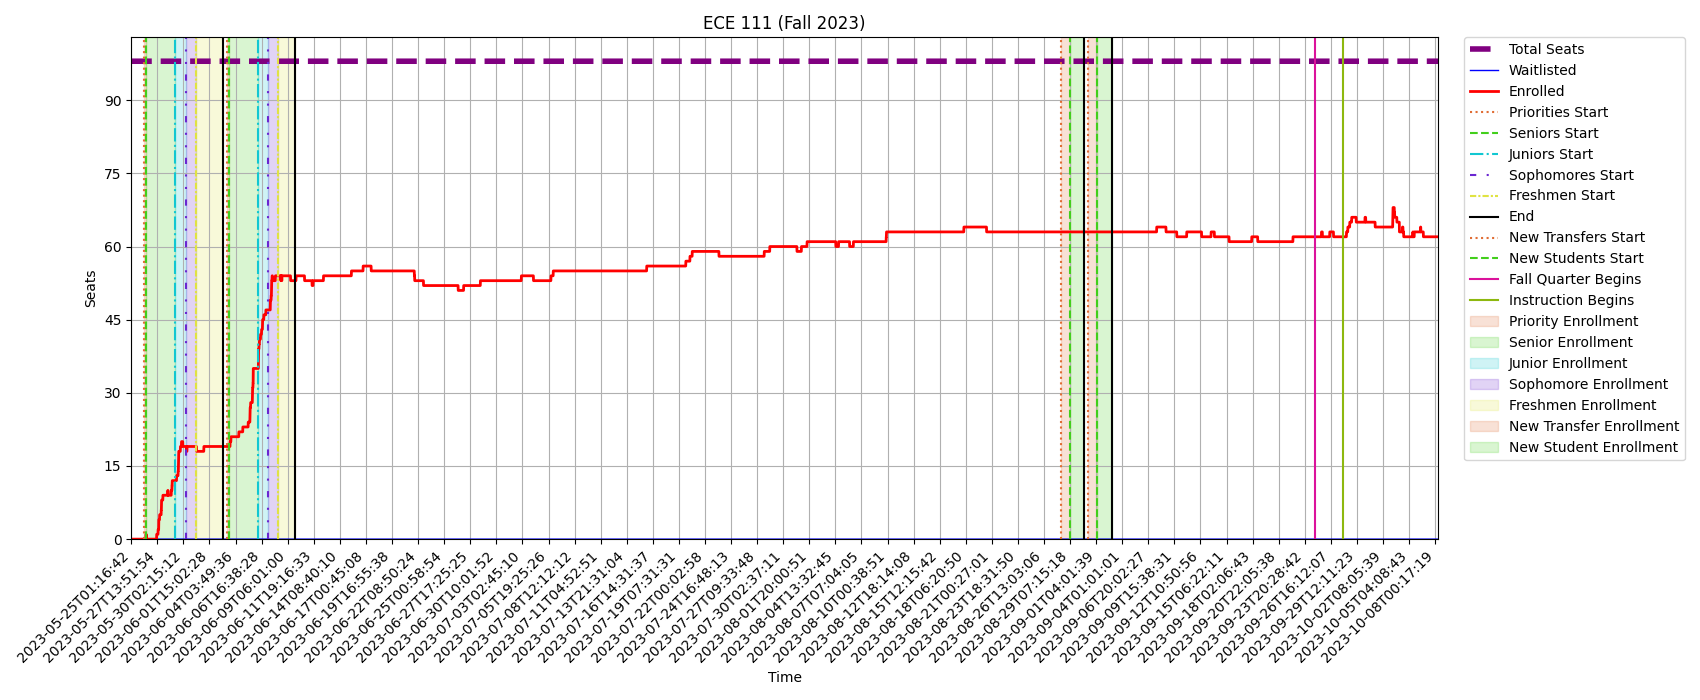 ECE 111 (Fall 2023)
Seats
90
75
60
45
30
15
0
2023-05-25T01:16:42
2023-05-27T13:51:54
2023-05-30T02:15:12
2023-06-01T15:02:28
2023-06-04T03:49:36
2023-06-06T16:38:28
2023-06-09T06:01:00
2023-06-11T19:16:33
2023-06-14T08:40:10
2023-06-17T00:45:08
2023-06-19T16:55:38
2023-06-22T08:50:24
2023-06-25T00:58:54
2023-06-27T17:25:25
2023-06-30T10:01:52
2023-07-03T02:45:10
2023-07-05T19:25:26
2023-07-08T12:12:12
2023-07-11T04:52:51
2023-07-13T21:31:04
2023-07-16T14:31:37
2023-07-19T07:31:31
2023-07-22T00:02:58
2023-07-24T16:48:13
2023-07-27T09:33:48
2023-07-30T02:37:11
2023-08-01T20:00:51
2023-08-04T13:32:45
2023-08-07T07:04:05
2023-08-10T00:38:51
2023-08-12T18:14:08
2023-08-15T12:15:42
2023-08-18T06:20:50
2023-08-21T00:27:01
2023-08-23T18:31:50
2023-08-26T13:03:06
2023-08-29T07:15:18
2023-09-01T04:01:39
2023-09-04T01:01:01
2023-09-06T20:02:27
2023-09-09T15:38:31
2023-09-12T10:50:56
2023-09-15T06:22:11
2023-09-18T02:06:43
2023-09-20T22:05:38
2023-09-23T20:28:42
2023-09-26T16:12:07
2023-09-29T12:11:23
2023-10-02T08:05:39
2023-10-05T04:08:43
2023-10-08T00:17:19
Time
Total Seats
Waitlisted
Enrolled
Priorities Start
Seniors Start
Juniors Start
Sophomores Start
Freshmen Start
End
New Transfers Start
New Students Start
Fall Quarter Begins
Instruction Begins
Priority Enrollment
Senior Enrollment
Junior Enrollment
Sophomore Enrollment
Freshmen Enrollment
New Transfer Enrollment
New Student Enrollment